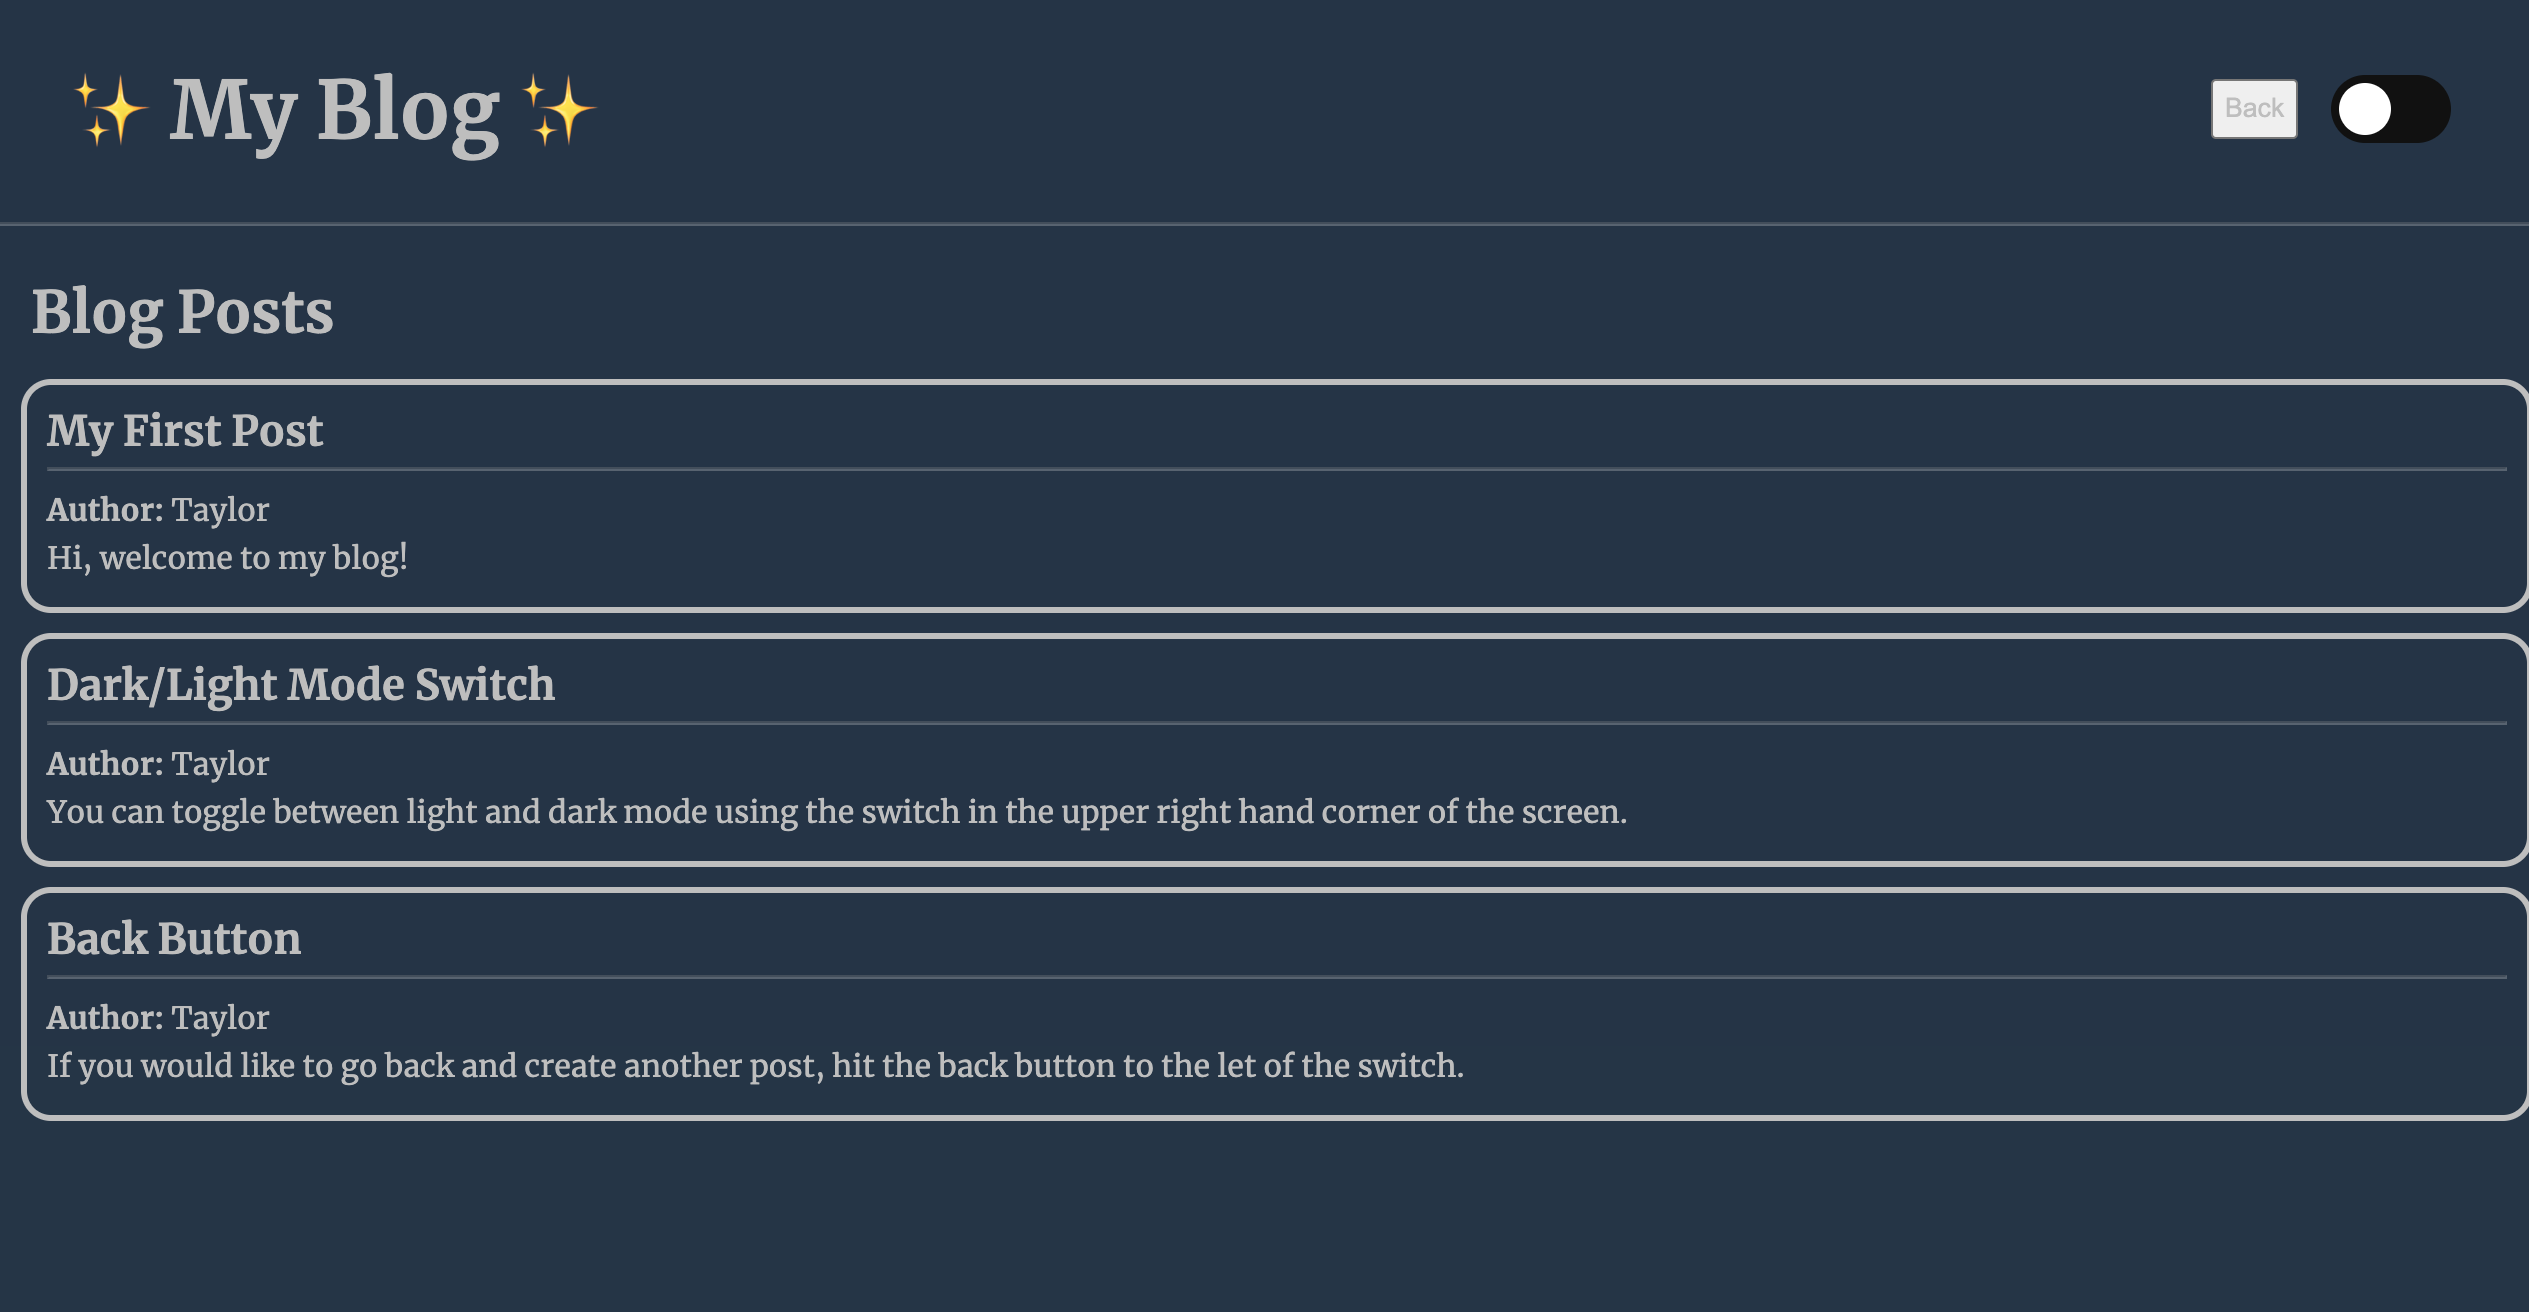 ✨ My Blog ✨
Back
Blog Posts
My First Post
Author: Taylor
Hi, welcome to my blog!
Dark/Light Mode Switch
Author: Taylor
You can toggle between light and dark mode using the switch in the upper right hand corner of the screen.
Back Button
Author: Taylor
If you would like to go back and create another post, hit the back button to the let of the switch.